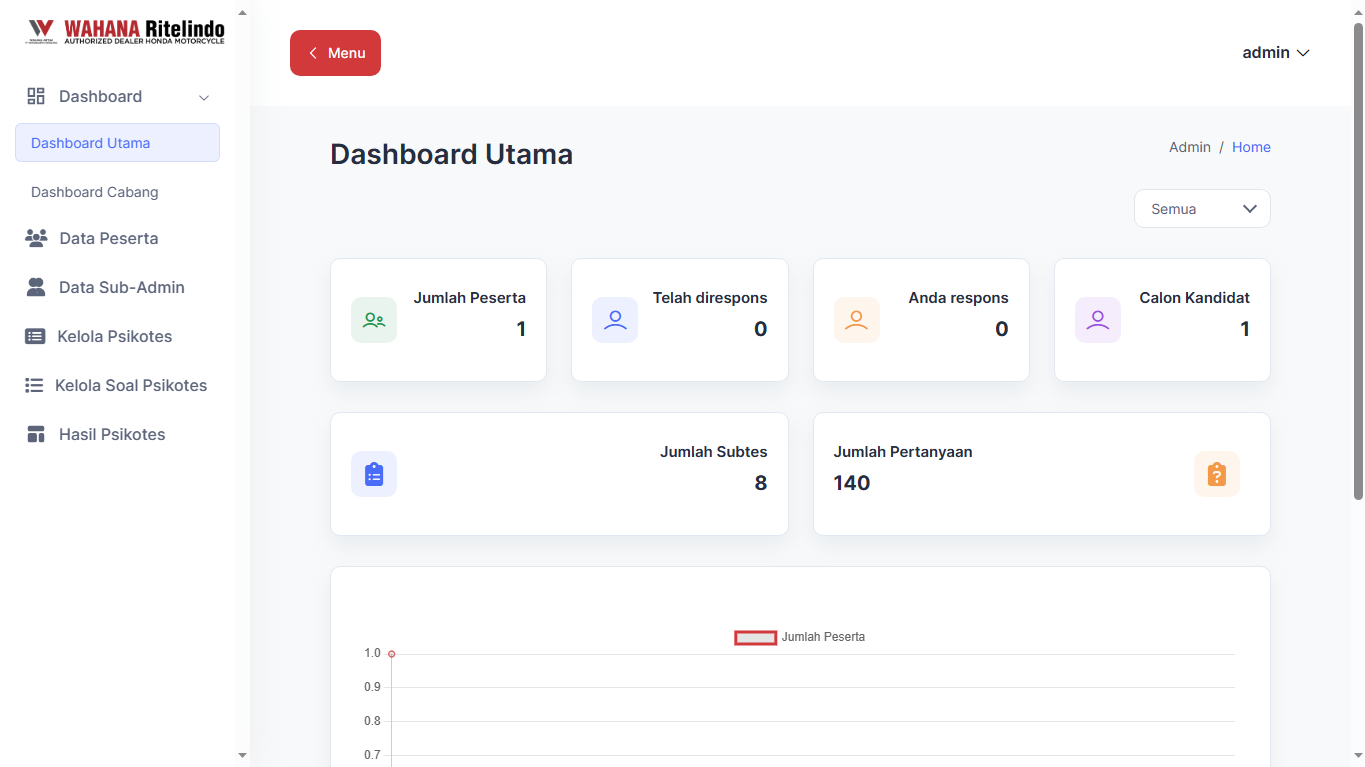 WAHANA Ritelindo
AUTHORIZED DEALER HONDA MOTORCYCLE
Menu
admin
Dashboard
Dashboard Utama
Dashboard Cabang
Data Peserta
Data Sub-Admin
Kelola Psikotes
Kelola Soal Psikotes
Hasil Psikotes
Dashboard Utama
Admin / Home
Semua
Jumlah Peserta
1
Telah direspons
0
Anda respons
0
Calon Kandidat
1
Jumlah Subtes
8
Jumlah Pertanyaan
140
Jumlah Peserta
1.0
0.9
0.8
0.7